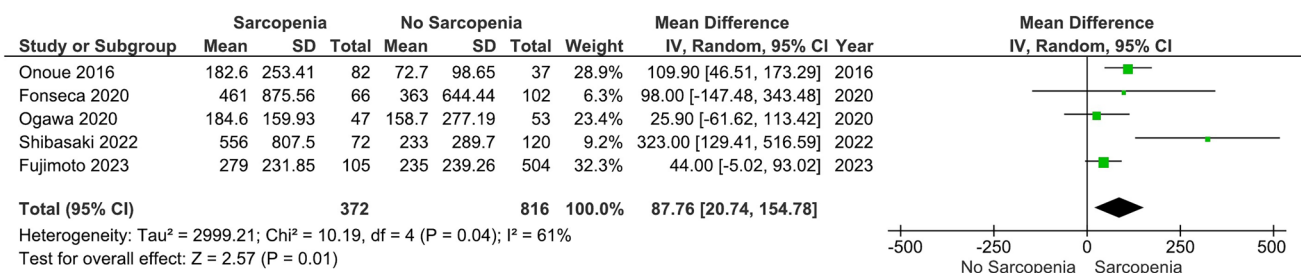 Sarcopenia No Sarcopenia Mean Difference Mean Difference
Study or Subgroup Mean SD Total Mean SD Total Weight IV, Random, 95% CI Year IV, Random, 95% CI
Onoue 2016 182.6 253.41 82 72.7 98.65 37 28.9% 109.90 [46.51, 173.29] 2016
Fonseca 2020 461 875.56 66 363 644.44 102 6.3% 98.00 [-147.48, 343.48] 2020
Ogawa 2020 184.6 159.93 47 158.7 277.19 53 23.4% 25.90 [-61.62, 113.42] 2020
Shibasaki 2022 556 807.5 72 233 289.7 120 9.2% 323.00 [129.41, 516.59] 2022
Fujimoto 2023 279 231.85 105 235 239.26 504 32.3% 44.00 [-5.02, 93.02] 2023
Total (95% CI) 372 816 100.0% 87.76 [20.74, 154.78]
Heterogeneity: Tau² = 2999.21; Chi² = 10.19, df = 4 (P = 0.04); I² = 61%
Test for overall effect: Z = 2.57 (P = 0.01)
-500 -250 0 250 500
No Sarcopenia Sarcopenia